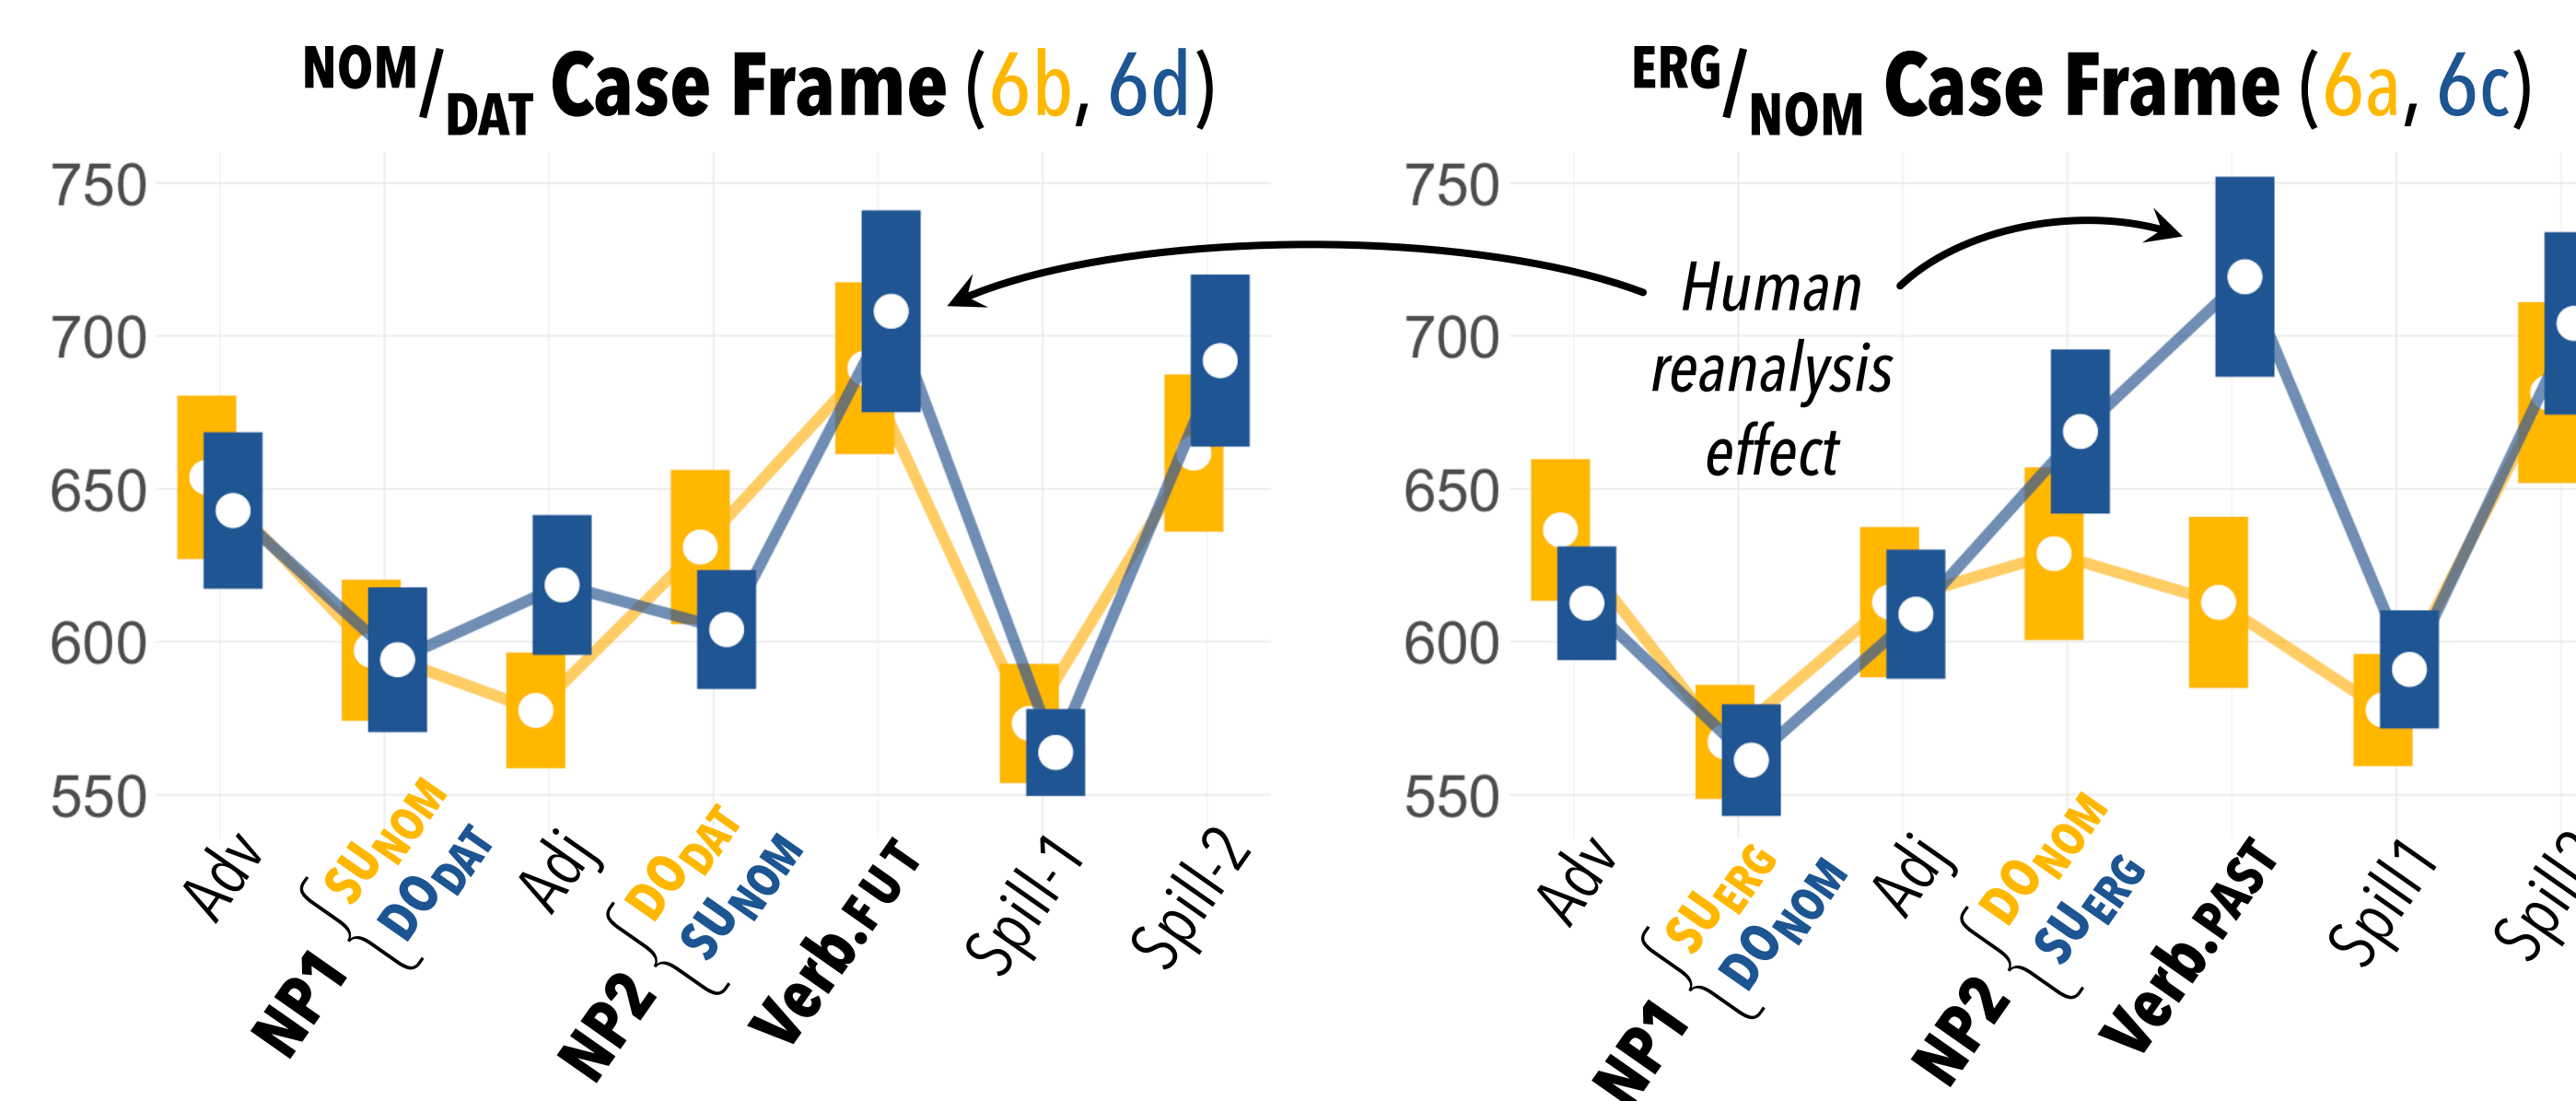 NOM/DAT Case Frame (6b, 6d)
750
700
650
600
550
Adv
NP1
SUNOM
DODAT
Adj
NP2
DODAT
SUNOM
Verb.FUT
Spill-1
Spill-2
ERG/NOM Case Frame (6a, 6c)
Human
reanalysis
effect
750
700
650
600
550
Adv
NP1
SUERG
DONOM
Adj
NP2
DONOM
SUERG
Verb.PAST
Spill1